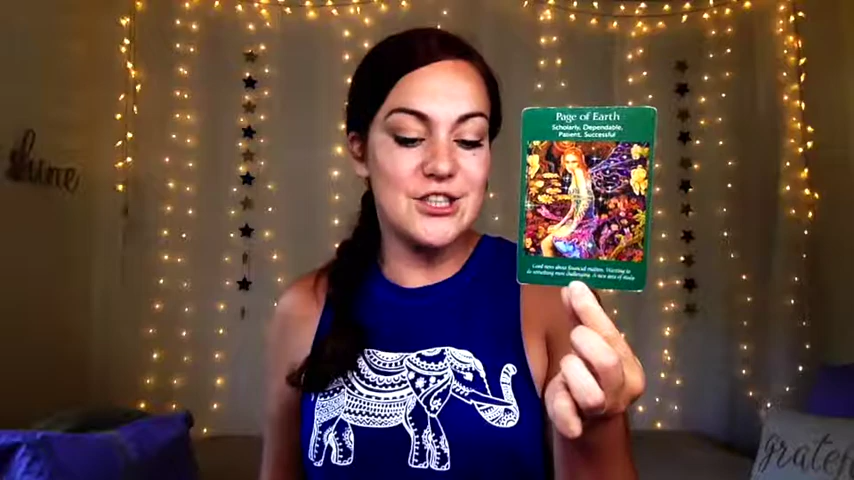 shine
Page of Earth
Scholarly, Dependable,
Patient, Successful
Good news about financial matters. Wanting to
do something more challenging. A new area of study
grateful